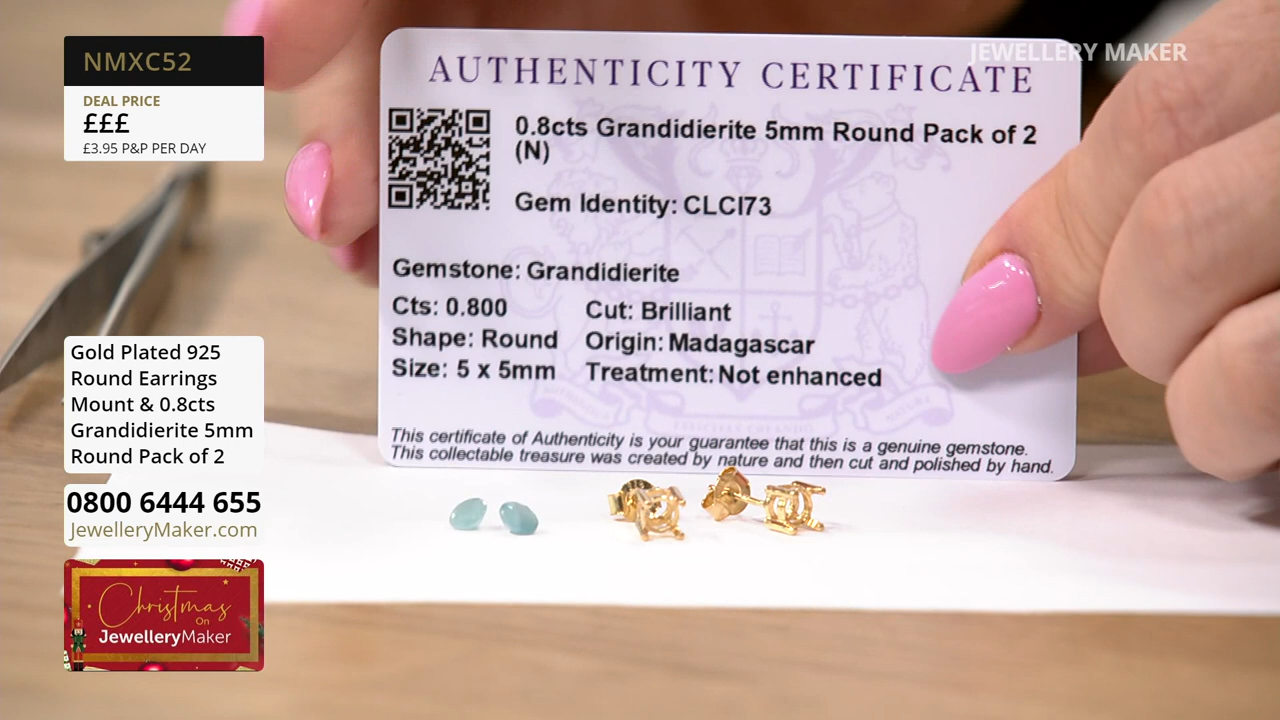 NMXC52
DEAL PRICE
£££
£3.95 P&P PER DAY
JEWELLERY MAKER
AUTHENTICITY CERTIFICATE
0.8cts Grandidierite 5mm Round Pack of 2
(N)
Gem Identity: CLCI73
Gemstone: Grandidierite
Cts: 0.800 Cut: Brilliant
Shape: Round Origin: Madagascar
Size: 5 x 5mm Treatment: Not enhanced
This certificate of Authenticity is your guarantee that this is a genuine gemstone.
This collectable treasure was created by nature and then cut and polished by hand.
Gold Plated 925
Round Earrings
Mount & 0.8cts
Grandidierite 5mm
Round Pack of 2
0800 6444 655
JewelleryMaker.com
Christmas
On
JewelleryMaker